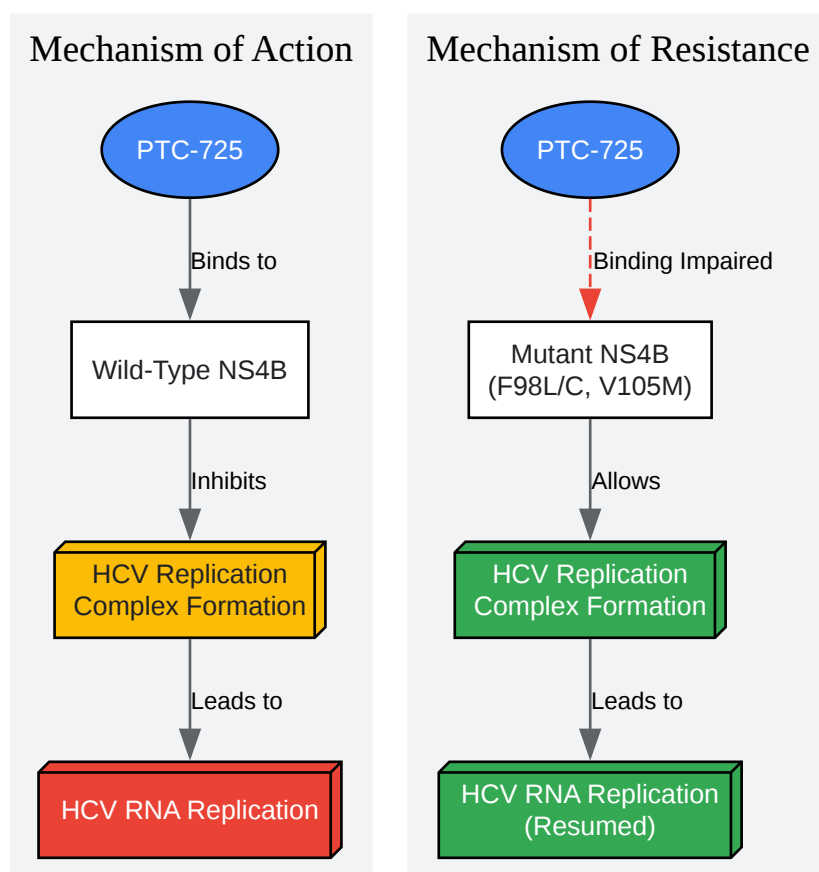 Mechanism of Action
PTC-725
Binds to
Wild-Type NS4B
Inhibits
HCV Replication
Complex Formation
Leads to
HCV RNA Replication
Mechanism of Resistance
PTC-725
Binding Impaired
Mutant NS4B
(F98L/C, V105M)
Allows
HCV Replication
Complex Formation
Leads to
HCV RNA Replication
(Resumed)